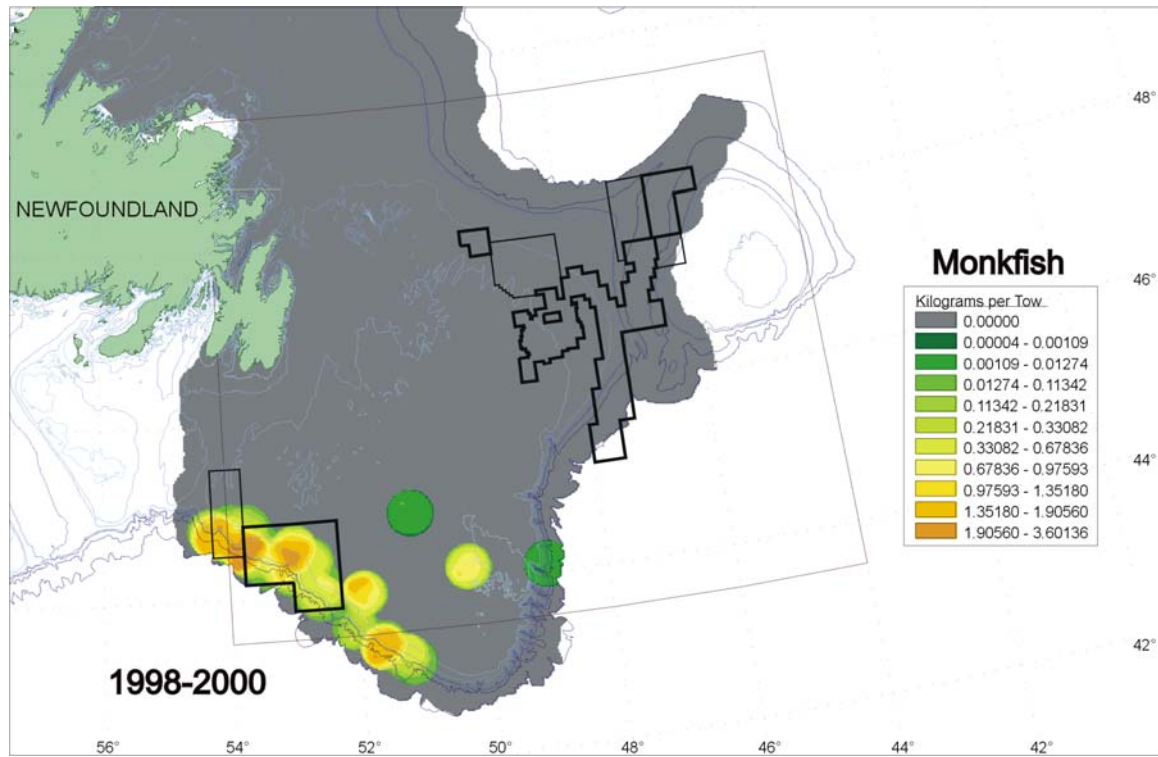 48°
NEWFOUNDLAND
Monkfish
46°
Kilograms per Tow
0.00000
0.00004 - 0.00109
0.00109 - 0.01274
0.01274 - 0.11342
0.11342 - 0.21831
0.21831 - 0.33082
0.33082 - 0.67836
0.67836 - 0.97593
0.97593 - 1.35180
1.35180 - 1.90560
1.90560 - 3.60136
44°
42°
1998-2000
56° 54° 52° 50° 48° 46° 42°